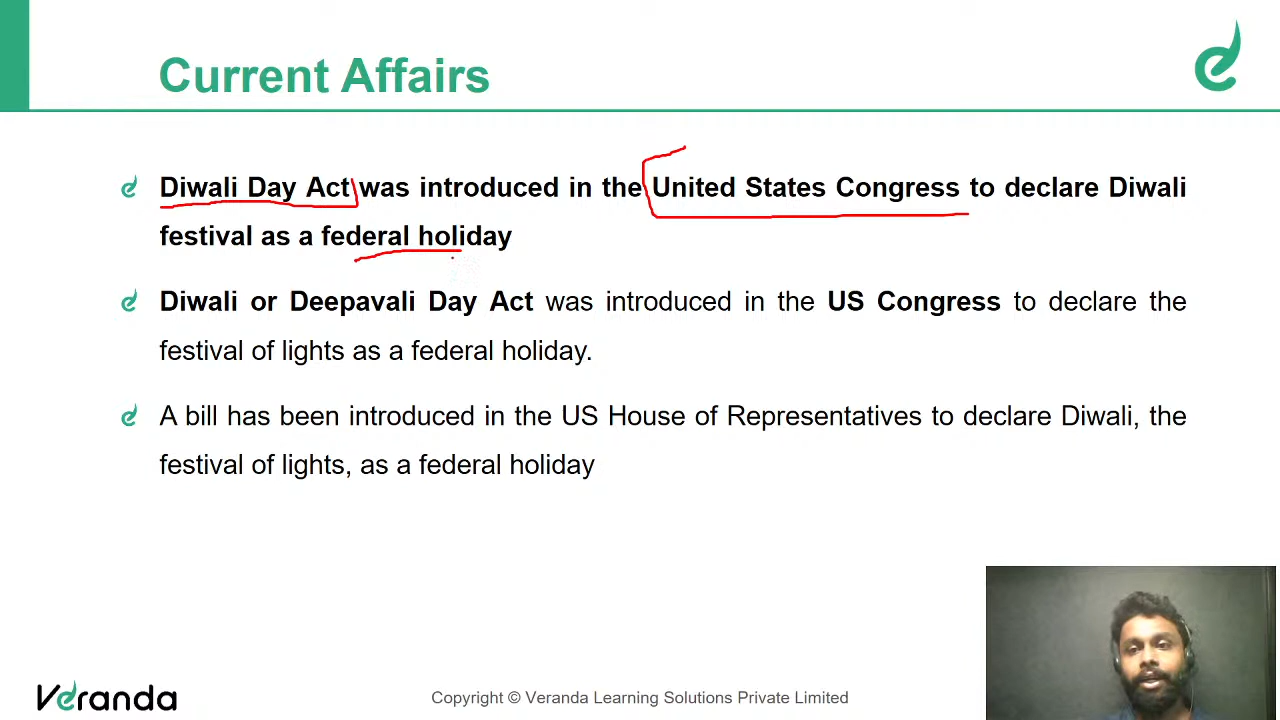 Current Affairs
Diwali Day Act was introduced in the United States Congress to declare Diwali
festival as a federal holiday
Diwali or Deepavali Day Act was introduced in the US Congress to declare the
festival of lights as a federal holiday.
A bill has been introduced in the US House of Representatives to declare Diwali, the
festival of lights, as a federal holiday
Veranda
Copyright © Veranda Learning Solutions Private Limited